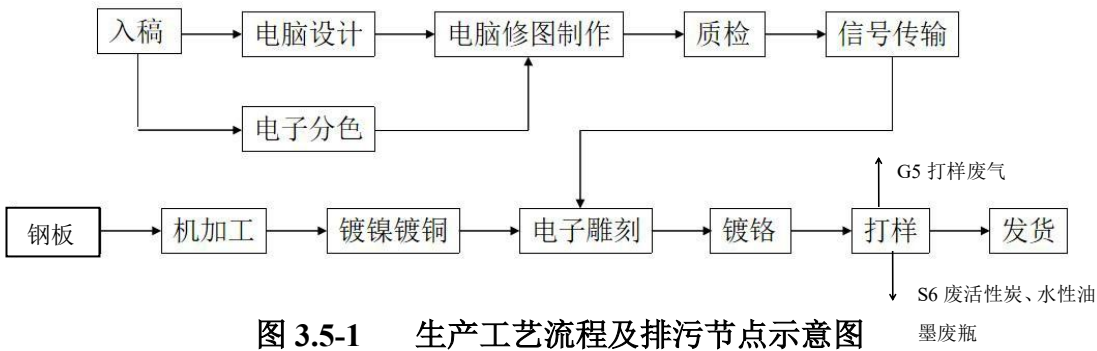 入稿
电脑设计
电脑修图制作
质检
信号传输
电子分色
G5 打样废气
钢板
机加工
镀镍镀铜
电子雕刻
镀铬
打样
发货
S6 废活性炭、水性油
墨废瓶
图 3.5-1 生产工艺流程及排污节点示意图